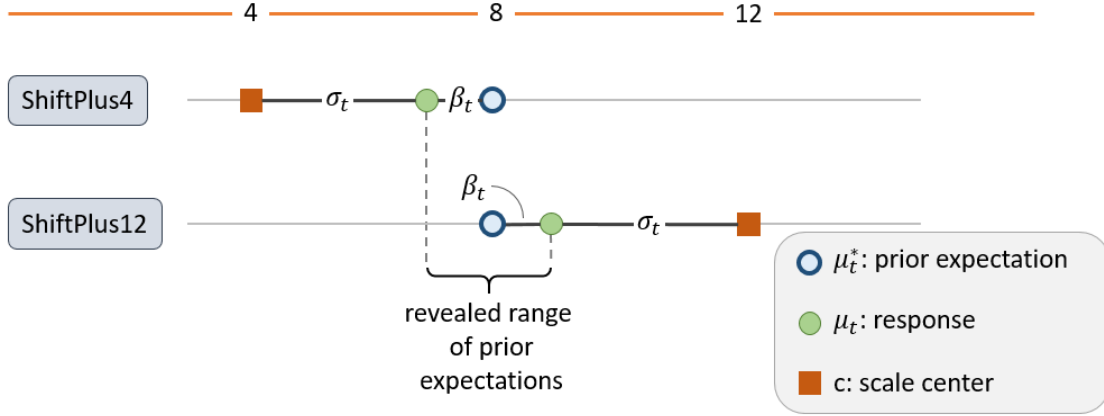 4 8 12
ShiftPlus4 σₜ βₜ
βₜ
ShiftPlus12 σₜ
revealed range
of prior
expectations
μₜ*: prior expectation
μₜ: response
c: scale center